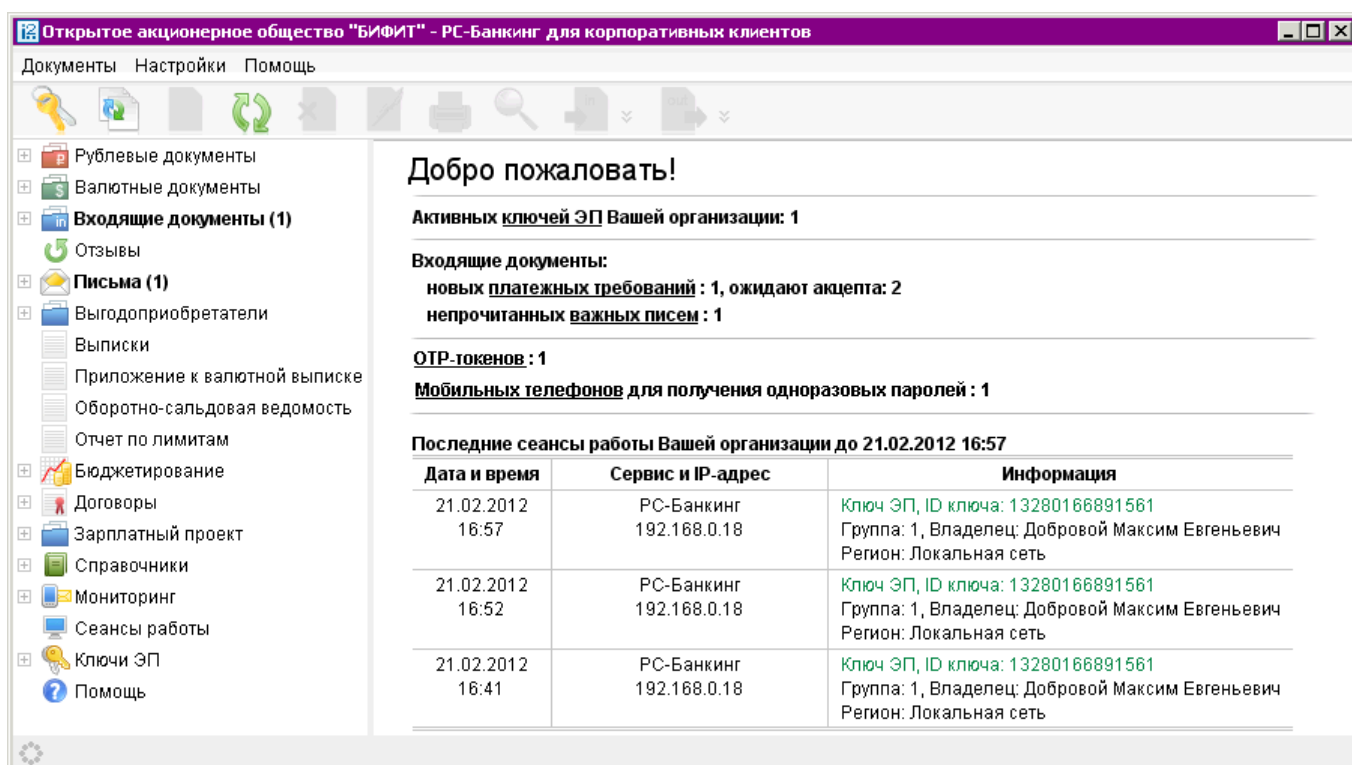 Открытое акционерное общество "БИФИТ" - РС-Банкинг для корпоративных клиентов
Документы Настройки Помощь
in
out
Рублевые документы
Валютные документы
Входящие документы (1)
Отзывы
Письма (1)
Выгодоприобретатели
Выписки
Приложение к валютной выписке
Оборотно-сальдовая ведомость
Отчет по лимитам
Бюджетирование
Договоры
Зарплатный проект
Справочники
Мониторинг
Сеансы работы
Ключи ЭП
Помощь
Добро пожаловать!
Активных ключей ЭП Вашей организации: 1
Входящие документы:
новых платежных требований : 1, ожидают акцепта: 2
непрочитанных важных писем : 1
OTP-токенов : 1
Мобильных телефонов для получения одноразовых паролей : 1
Последние сеансы работы Вашей организации до 21.02.2012 16:57
Дата и время Сервис и IP-адрес Информация
21.02.2012 РС-Банкинг Ключ ЭП, ID ключа: 13280166891561
16:57 192.168.0.18 Группа: 1, Владелец: Добровой Максим Евгеньевич
Регион: Локальная сеть
21.02.2012 РС-Банкинг Ключ ЭП, ID ключа: 13280166891561
16:52 192.168.0.18 Группа: 1, Владелец: Добровой Максим Евгеньевич
Регион: Локальная сеть
21.02.2012 РС-Банкинг Ключ ЭП, ID ключа: 13280166891561
16:41 192.168.0.18 Группа: 1, Владелец: Добровой Максим Евгеньевич
Регион: Локальная сеть